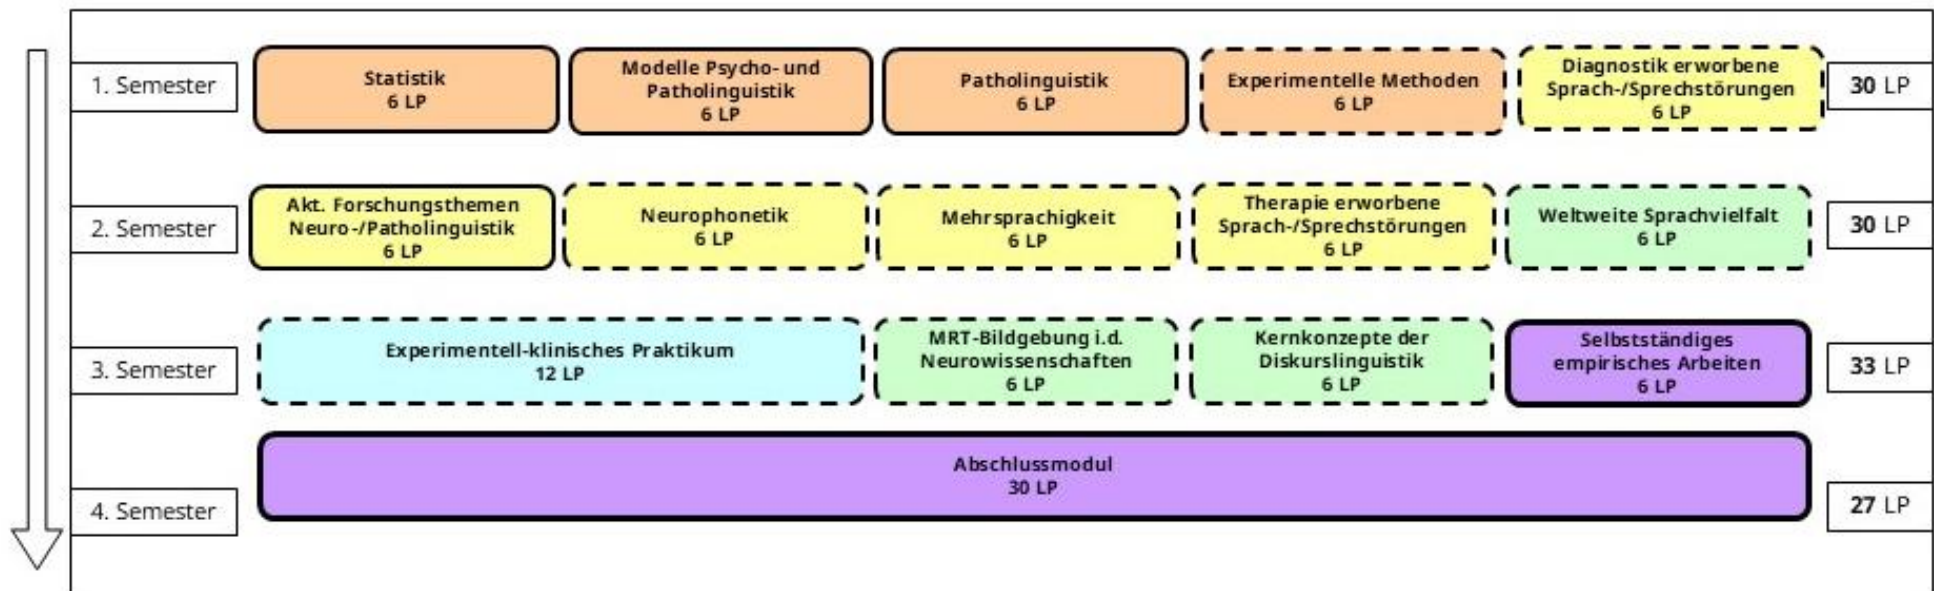 1. Semester
Statistik
6 LP
Modelle Psycho- und
Patholinguistik
6 LP
Patholinguistik
6 LP
Experimentelle Methoden
6 LP
Diagnostik erworbene
Sprach-/Sprechstörungen
6 LP
30 LP
2. Semester
Akt. Forschungsthemen
Neuro-/Patholinguistik
6 LP
Neurophonetik
6 LP
Mehrsprachigkeit
6 LP
Therapie erworbene
Sprach-/Sprechstörungen
6 LP
Weltweite Sprachvielfalt
6 LP
30 LP
3. Semester
Experimentell-klinisches Praktikum
12 LP
MRT-Bildgebung i.d.
Neurowissenschaften
6 LP
Kernkonzepte der
Diskurslinguistik
6 LP
Selbstständiges
empirisches Arbeiten
6 LP
33 LP
4. Semester
Abschlussmodul
30 LP
27 LP